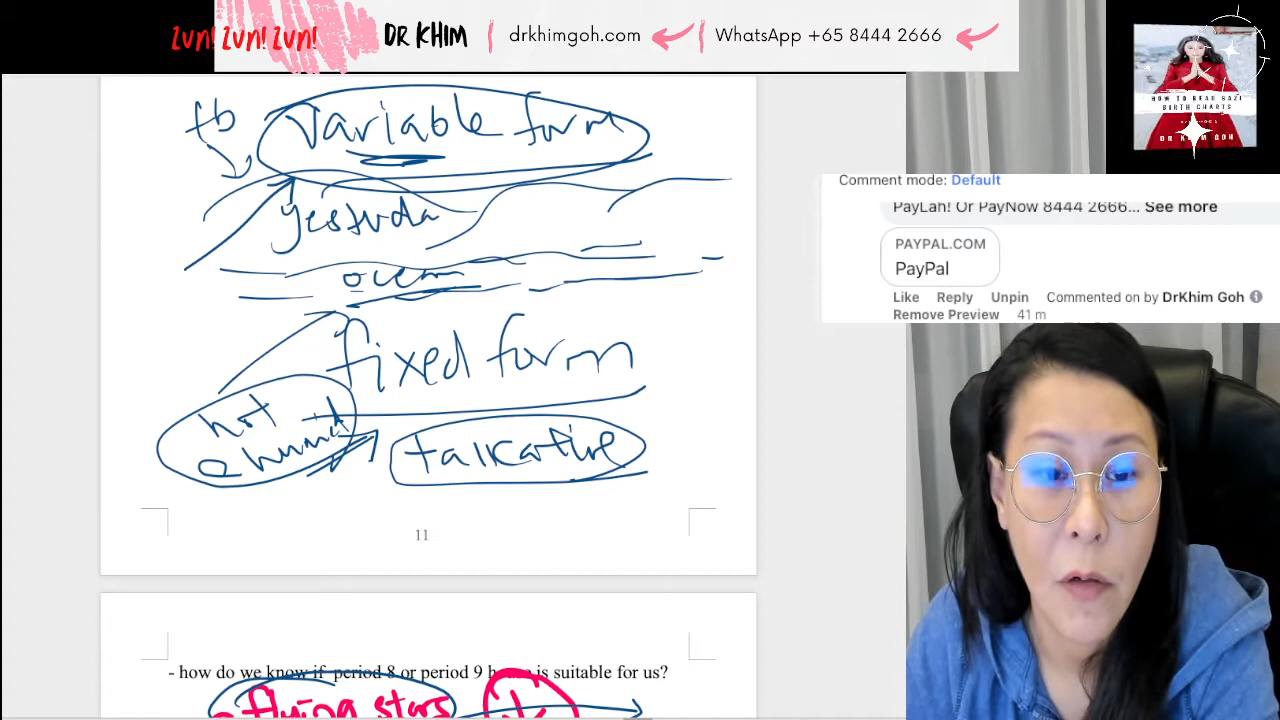 ZUN! ZUN! ZUN!
DR KHIM
drkhimgoh.com
WhatsApp +65 8444 2666
HOW TO READ BAZI
BIRTH CHARTS
DR KHIM GOH
Comment mode: Default
PayLah! Or PayNow 8444 2666... See more
PAYPAL.COM
PayPal
Like Reply Unpin Commented on by DrKhim Goh
Remove Preview 41 m
fb
Variable form
ocean
fixed form
hot
talkative
11
- how do we know if period 8 or period 9 house is suitable for us?
flying stars